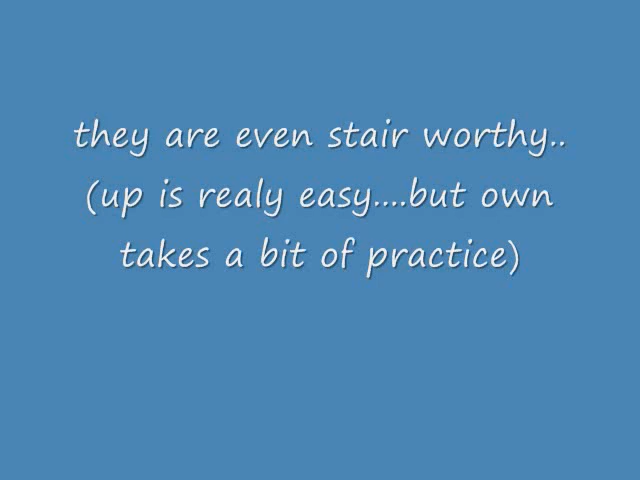 they are even stair worthy..
(up is realy easy....but own
takes a bit of practice)